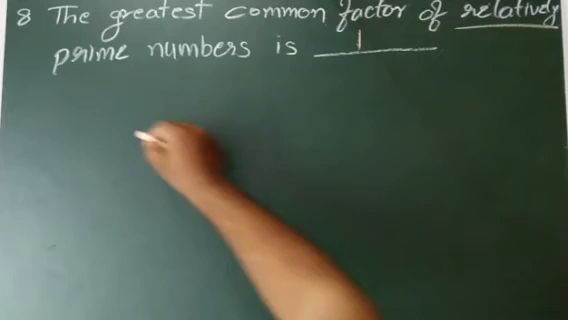 8 The greatest common factor of relatively
prime numbers is 1